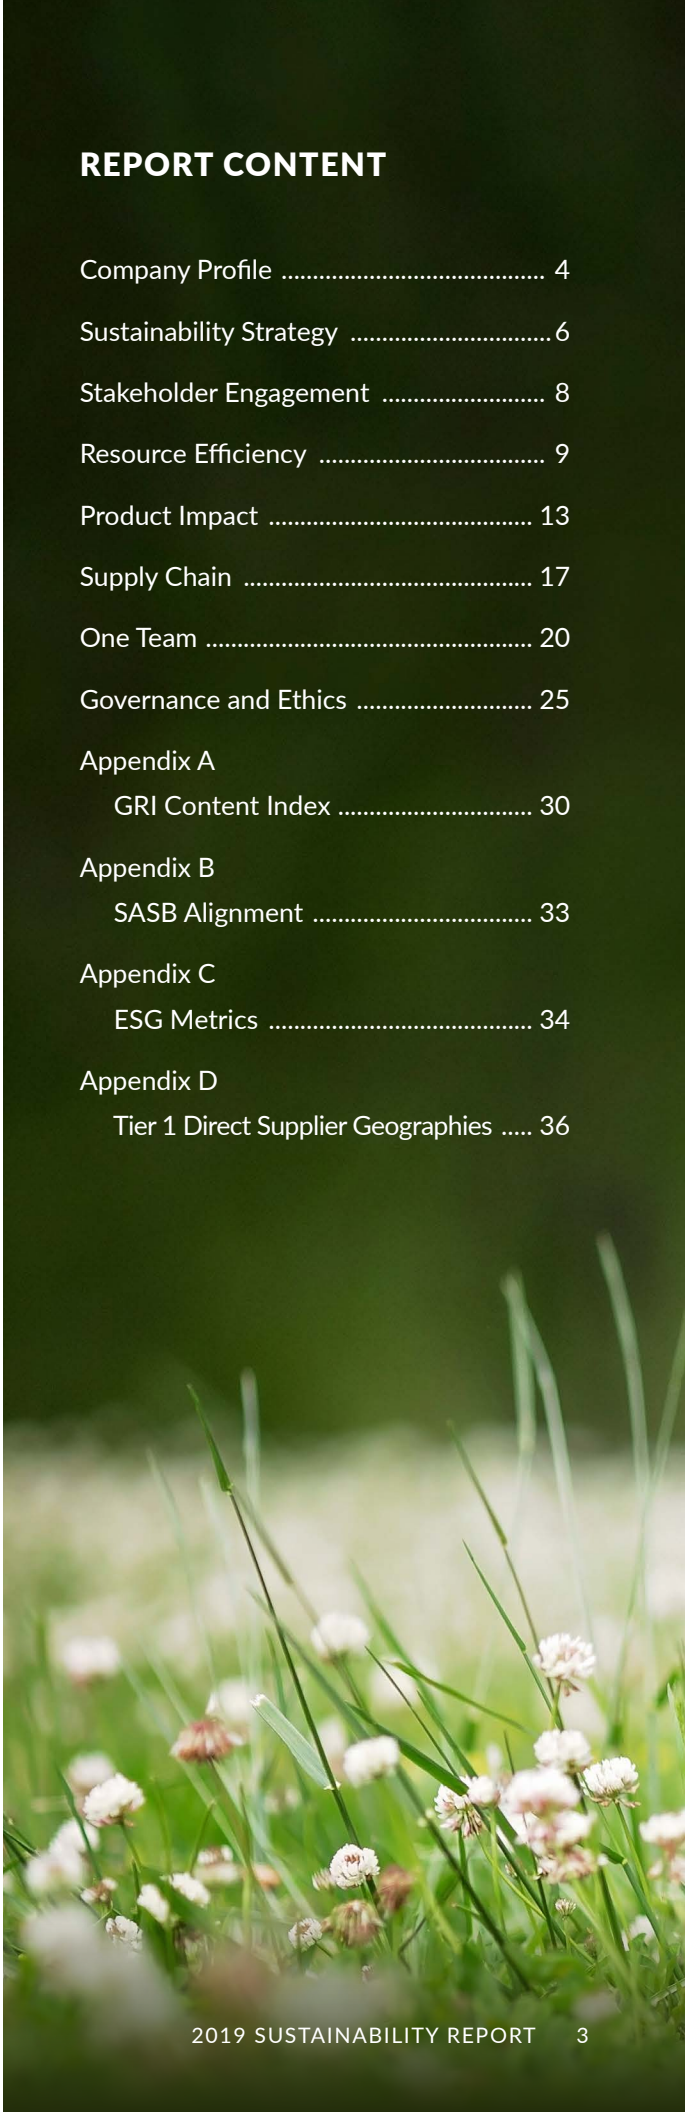 REPORT CONTENT
Company Profile .......................................... 4
Sustainability Strategy ................................ 6
Stakeholder Engagement .......................... 8
Resource Efficiency .................................... 9
Product Impact .......................................... 13
Supply Chain .............................................. 17
One Team .................................................... 20
Governance and Ethics ............................ 25
Appendix A
GRI Content Index ............................... 30
Appendix B
SASB Alignment ................................... 33
Appendix C
ESG Metrics .......................................... 34
Appendix D
Tier 1 Direct Supplier Geographies ..... 36
2019 SUSTAINABILITY REPORT 3